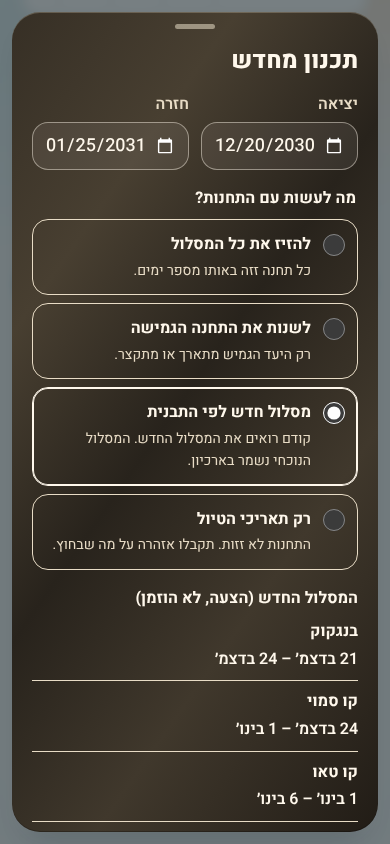 תכנון מחדש
יציאה
חזרה
12/20/2030
01/25/2031
מה לעשות עם התחנות?
להזיז את כל המסלול
כל תחנה זזה באותו מספר ימים.
לשנות את התחנה הגמישה
רק היעד הגמיש מתארך או מתקצר.
מסלול חדש לפי התבנית
קודם רואים את המסלול החדש. המסלול
הנוכחי נשמר בארכיון.
רק תאריכי הטיול
התחנות לא זזות. תקבלו אזהרה על מה שבחוץ.
המסלול החדש (הצעה, לא הוזמן)
בנגקוק
21 בדצמ׳ – 24 בדצמ׳
קו סמוי
24 בדצמ׳ – 1 בינו׳
קו טאו
1 בינו׳ – 6 בינו׳